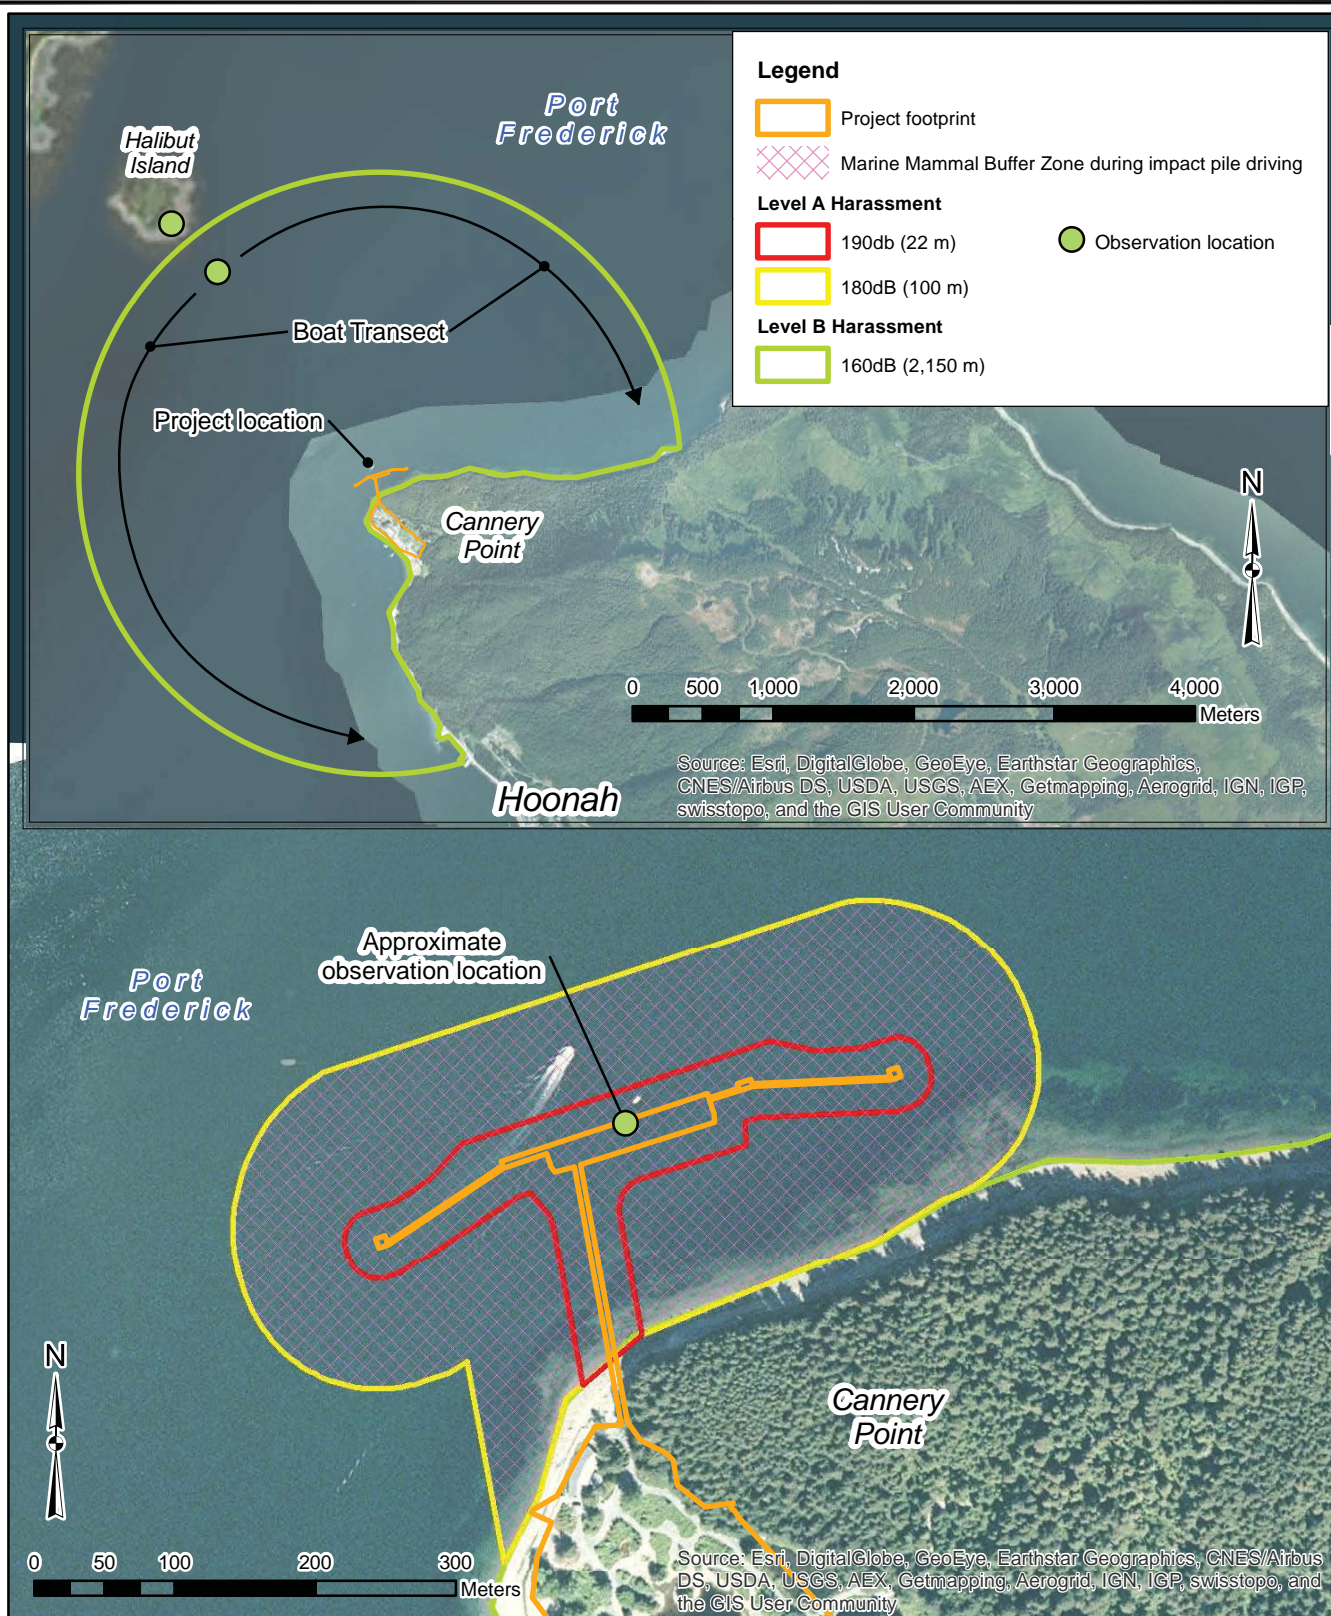 Legend
Project footprint
Marine Mammal Buffer Zone during impact pile driving
Level A Harassment
190db (22 m)
Observation location
180dB (100 m)
Level B Harassment
160dB (2,150 m)
Port
Frederick
Halibut
Island
Boat Transect
Project location
Cannery
Point
N
0 500 1,000 2,000 3,000 4,000
Meters
Source: Esri, DigitalGlobe, GeoEye, Earthstar Geographics,
CNES/Airbus DS, USDA, USGS, AEX, Getmapping, Aerogrid, IGN, IGP,
swisstopo, and the GIS User Community
Hoonah
Approximate
observation location
Port
Frederick
Cannery
Point
N
0 50 100 200 300
Meters
Source: Esri, DigitalGlobe, GeoEye, Earthstar Geographics, CNES/Airbus
DS, USDA, USGS, AEX, Getmapping, Aerogrid, IGN, IGP, swisstopo, and
the GIS User Community